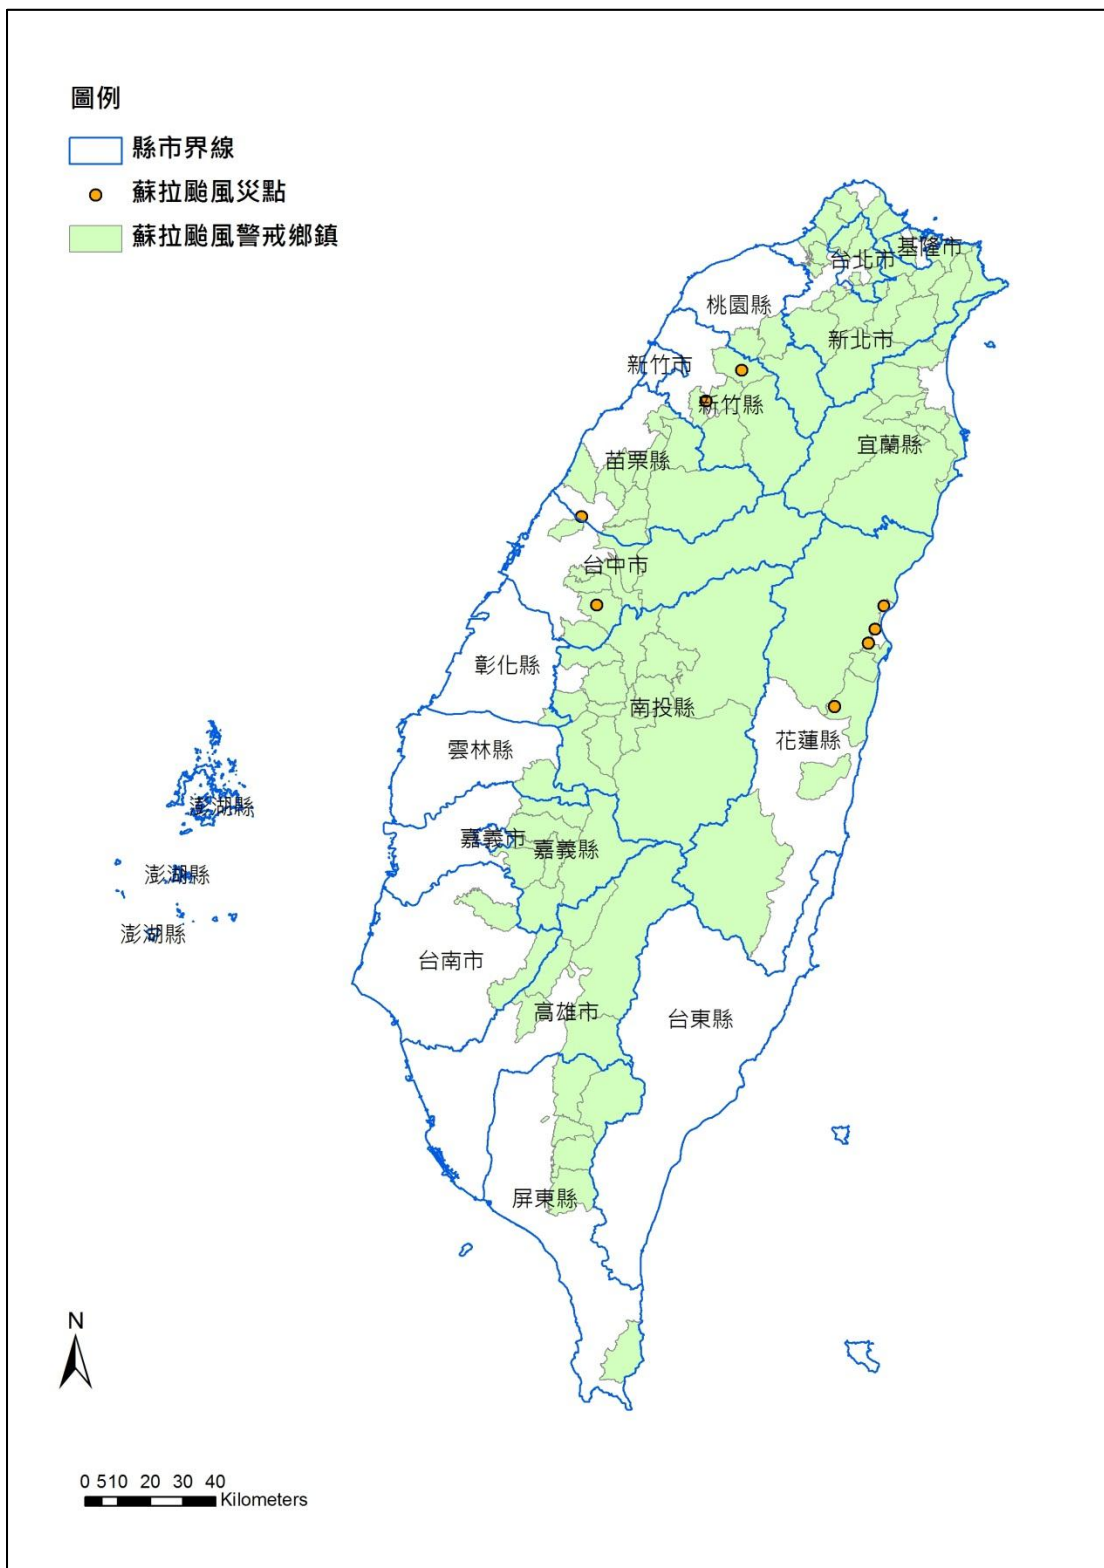 圖例
縣市界線
蘇拉颱風災點
蘇拉颱風警戒鄉鎮
基隆市
台北市
桃園縣
新北市
新竹市
新竹縣
宜蘭縣
苗栗縣
台中市
彰化縣
南投縣
花蓮縣
雲林縣
澎湖縣
嘉義市
嘉義縣
澎湖縣
澎湖縣
台南市
高雄市
台東縣
屏東縣
N
0 510 20 30 40
Kilometers